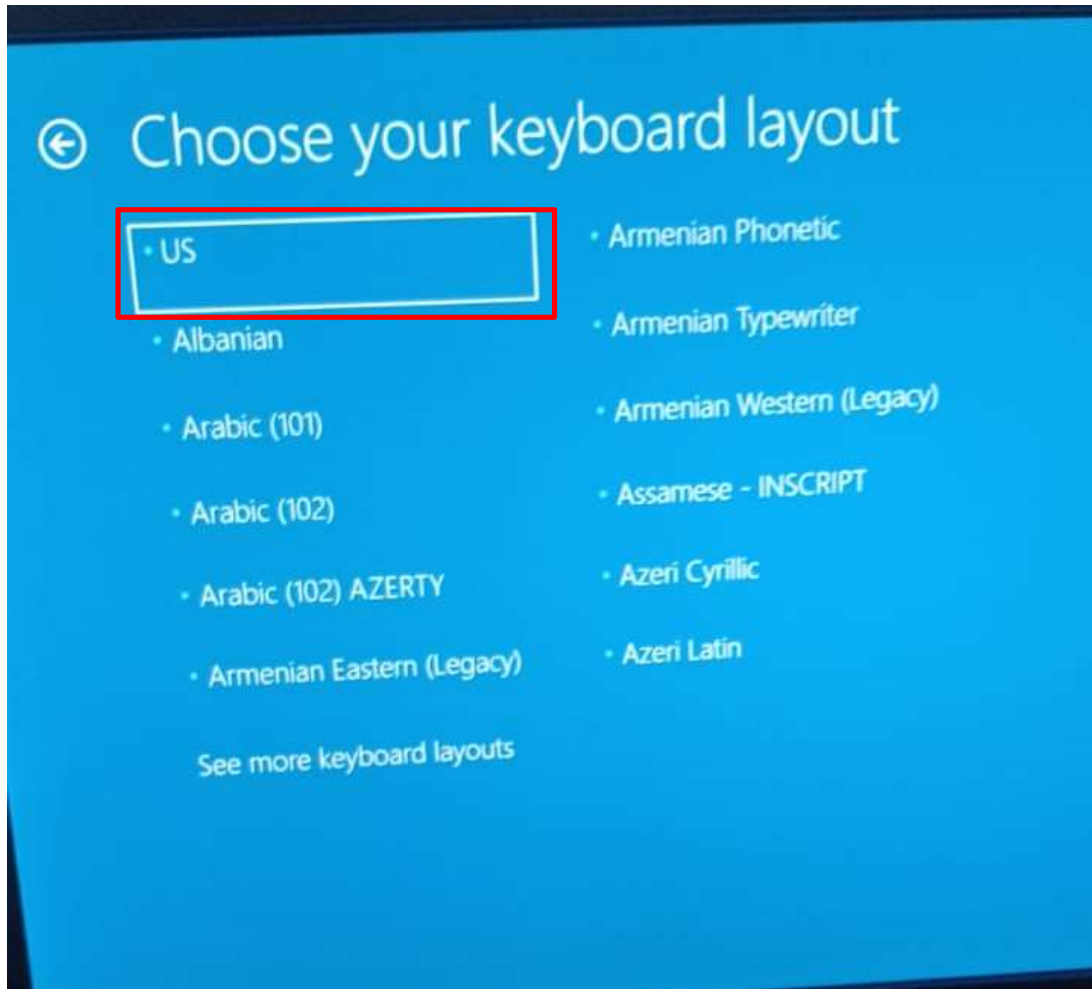 Choose your keyboard layout
US
Albanian
Arabic (101)
Arabic (102)
Arabic (102) AZERTY
Armenian Eastern (Legacy)
See more keyboard layouts
Armenian Phonetic
Armenian Typewriter
Armenian Western (Legacy)
Assamese - INSCRIPT
Azeri Cyrillic
Azeri Latin